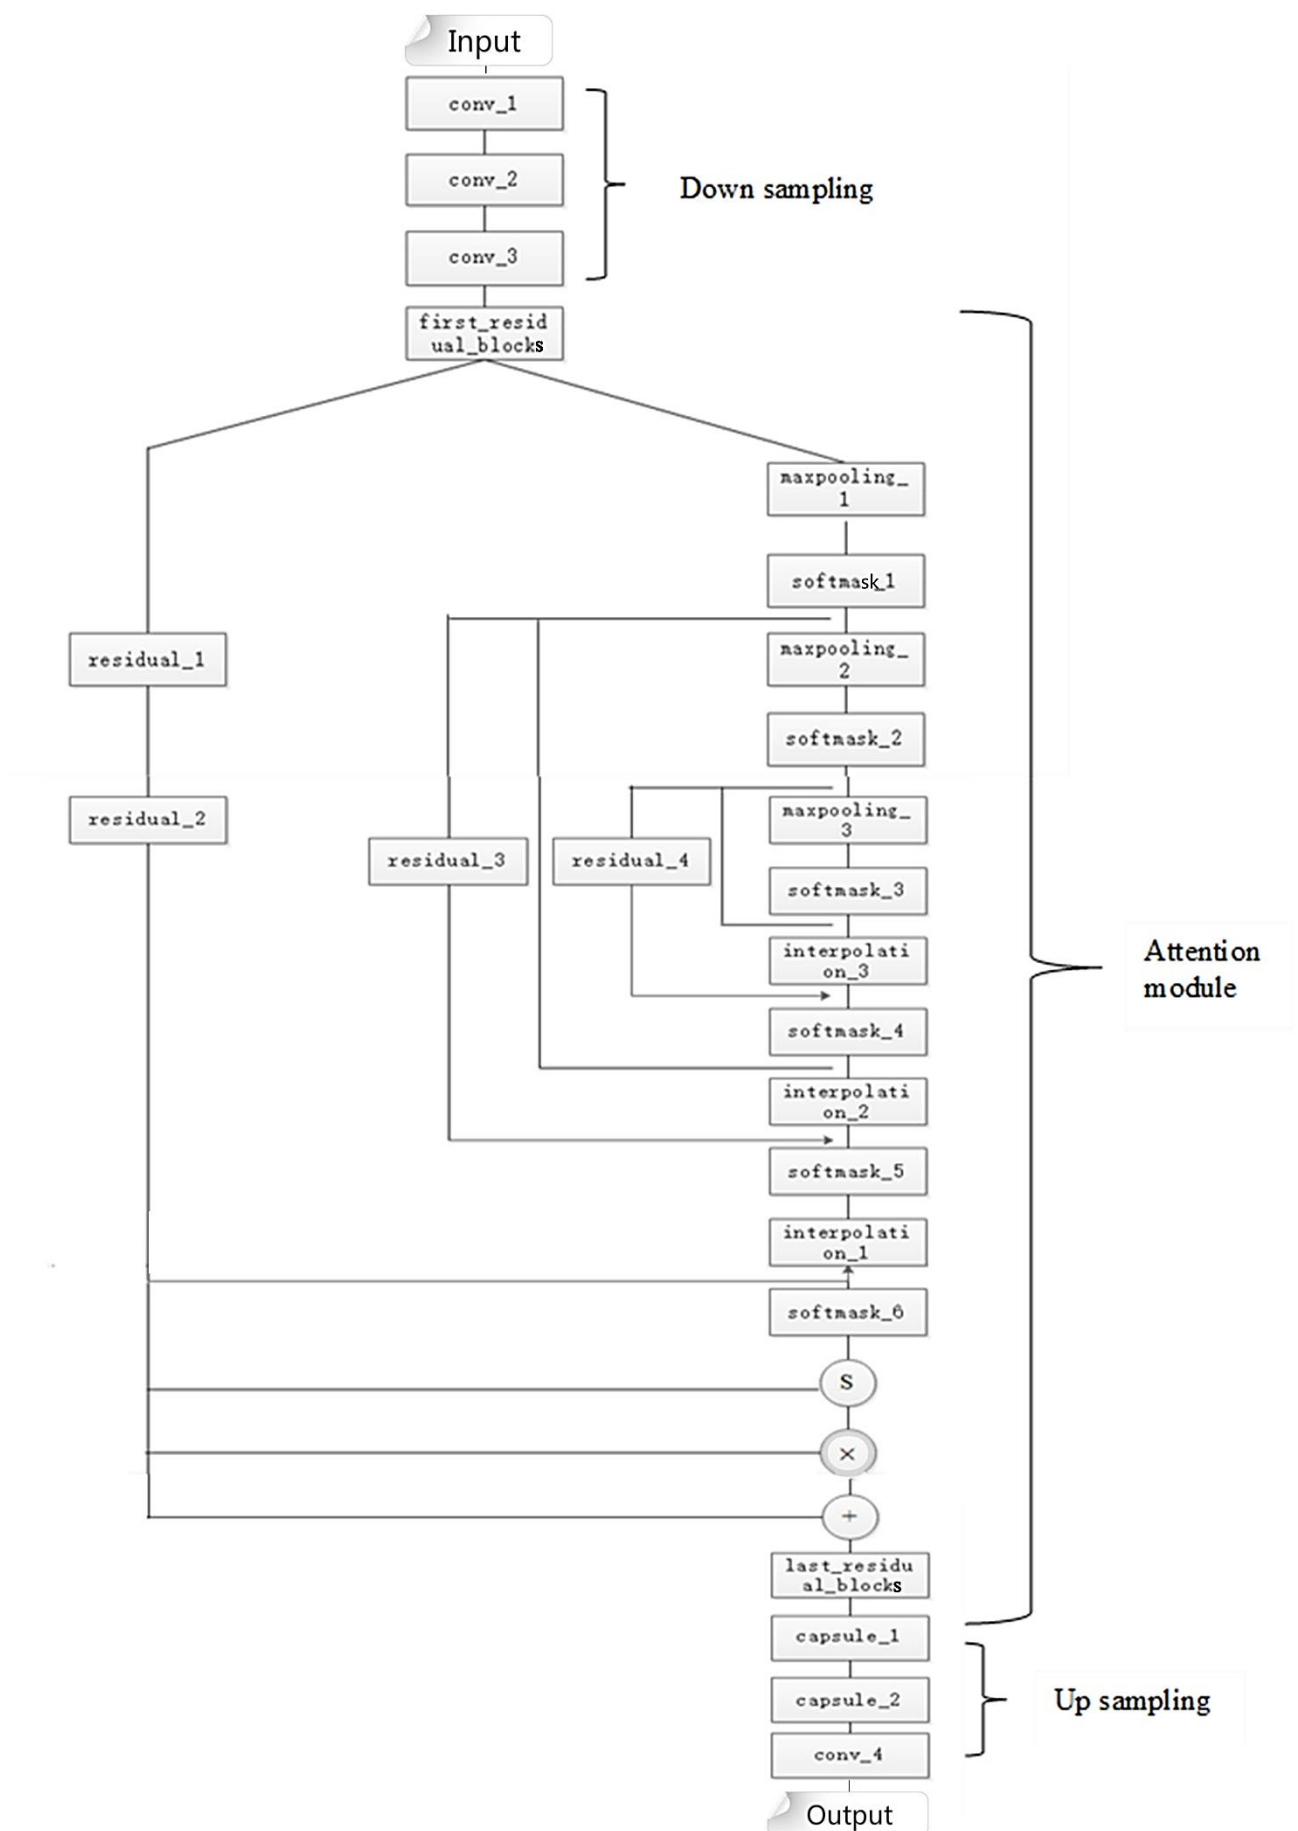 Input
conv_1
conv_2
Down sampling
conv_3
first_resid
ual_blocks
maxpooling_
1
softmask_1
residual_1
maxpooling_
2
softmask_2
residual_2
maxpooling_
3
residual_3
residual_4
softmask_3
interpolati
on_3
Attention
module
softmask_4
interpolati
on_2
softmask_5
interpolati
on_1
softmask_6
S
×
+
last_residu
al_blocks
capsule_1
capsule_2
Up sampling
conv_4
Output